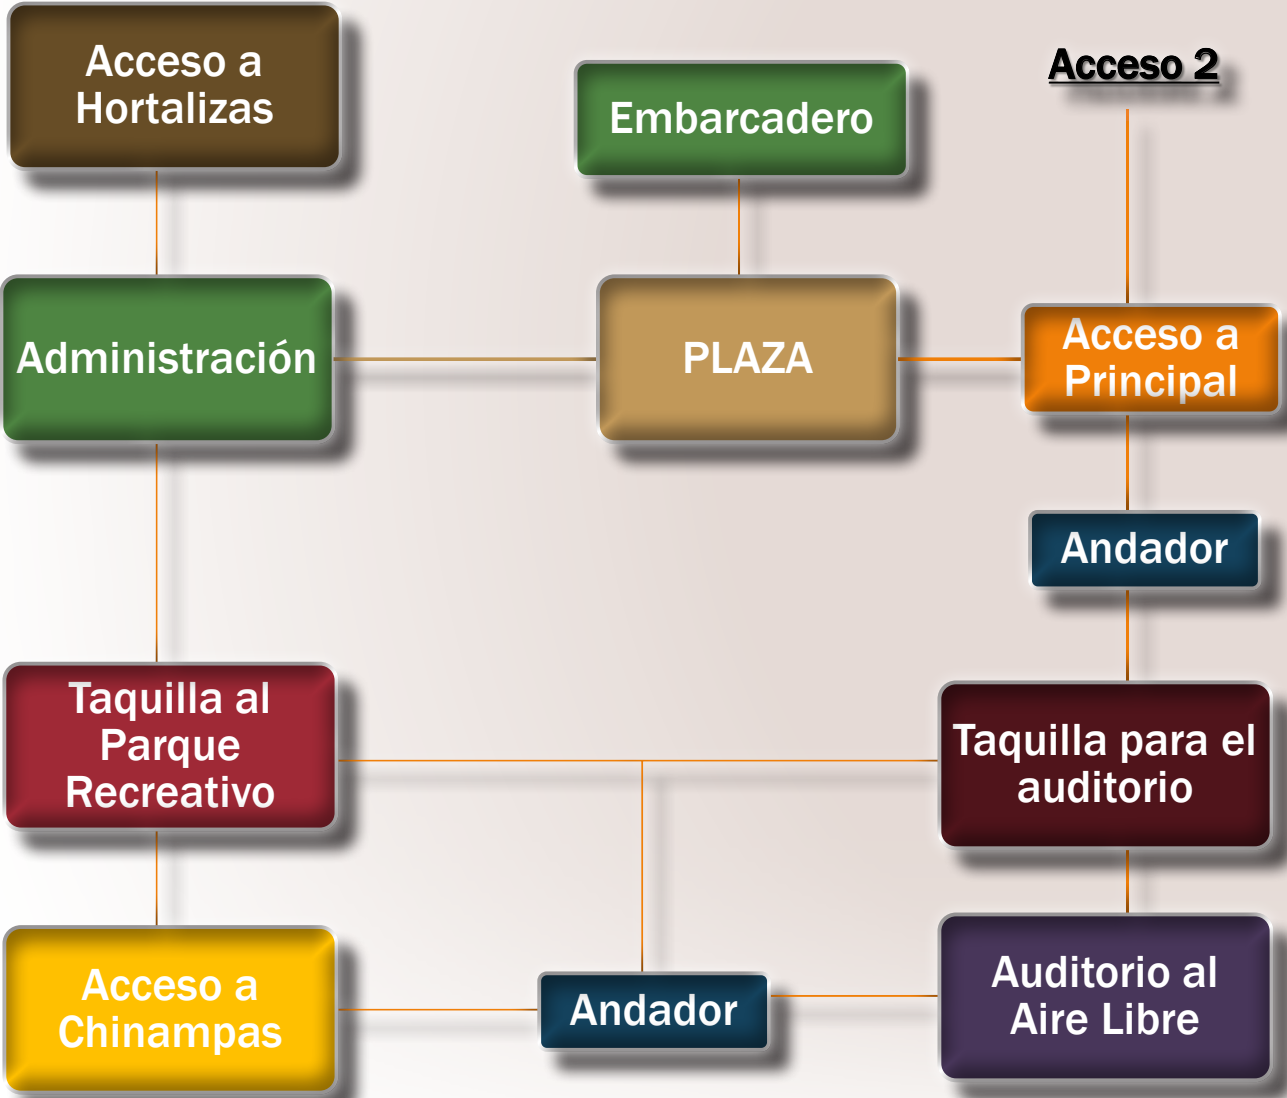 Acceso a
Hortalizas
Embarcadero
Acceso 2
Administración
PLAZA
Acceso a
Principal
Andador
Taquilla al
Parque
Recreativo
Taquilla para el
auditorio
Acceso a
Chinampas
Andador
Auditorio al
Aire Libre